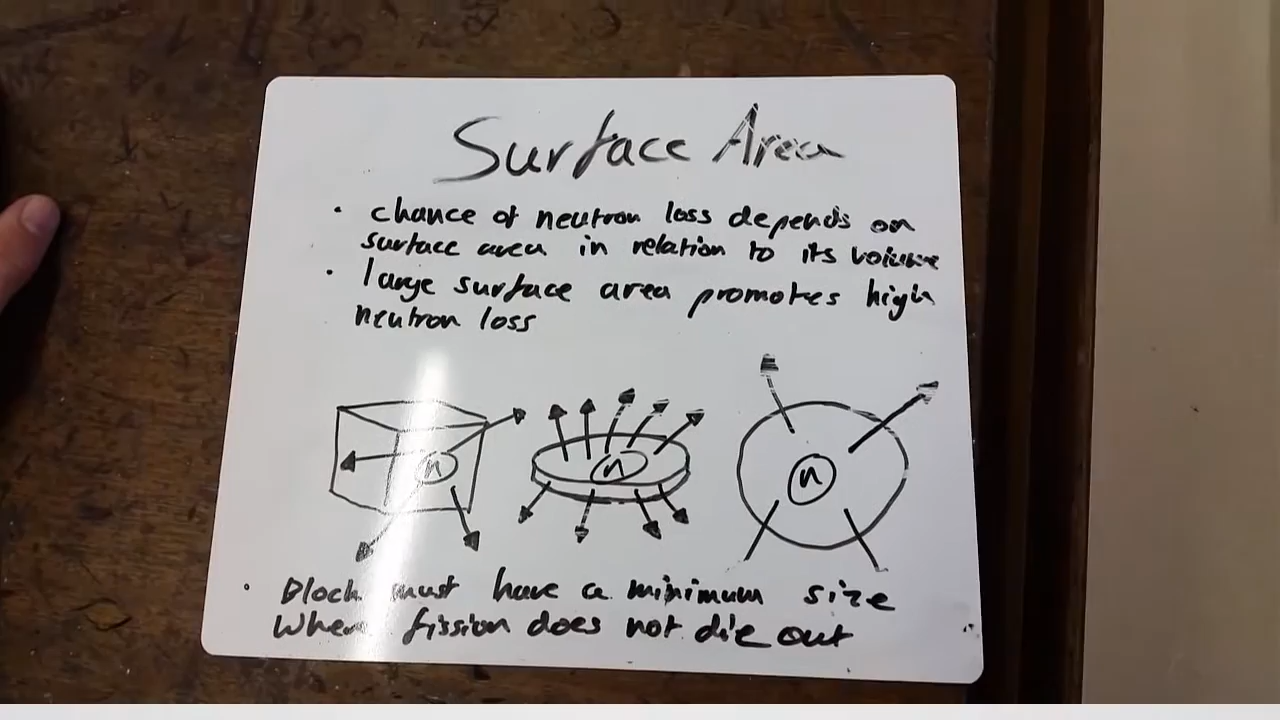 Surface Area
• chance of neutron loss depends on
surface area in relation to its volume
• large surface area promotes high
neutron loss
n
n
n
• Block must have a minimum size
where fission does not die out